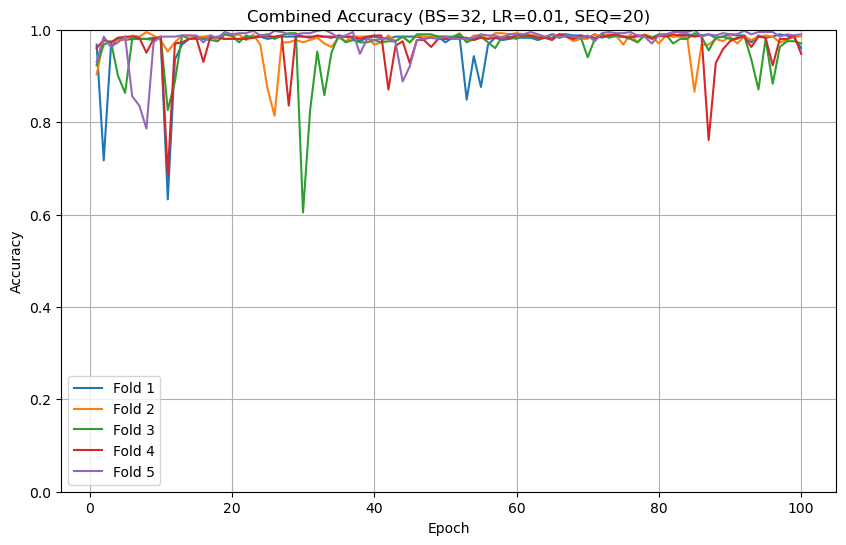 Combined Accuracy (BS=32, LR=0.01, SEQ=20)
1.0
0.8
0.6
0.4
0.2
0.0
Accuracy
Fold 1
Fold 2
Fold 3
Fold 4
Fold 5
0 20 40 60 80 100
Epoch